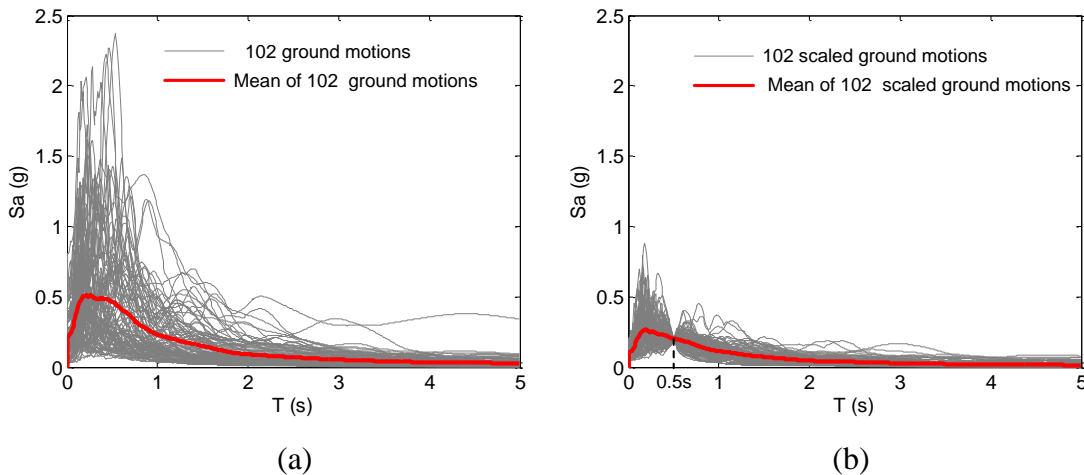 2.5
2
1.5
1
0.5
0
Sa (g)
102 ground motions
Mean of 102 ground motions
0 1 2 3 4 5
T (s)
(a)
2.5
2
1.5
1
0.5
0
Sa (g)
102 scaled ground motions
Mean of 102 scaled ground motions
0 0.5s 1 2 3 4 5
T (s)
(b)